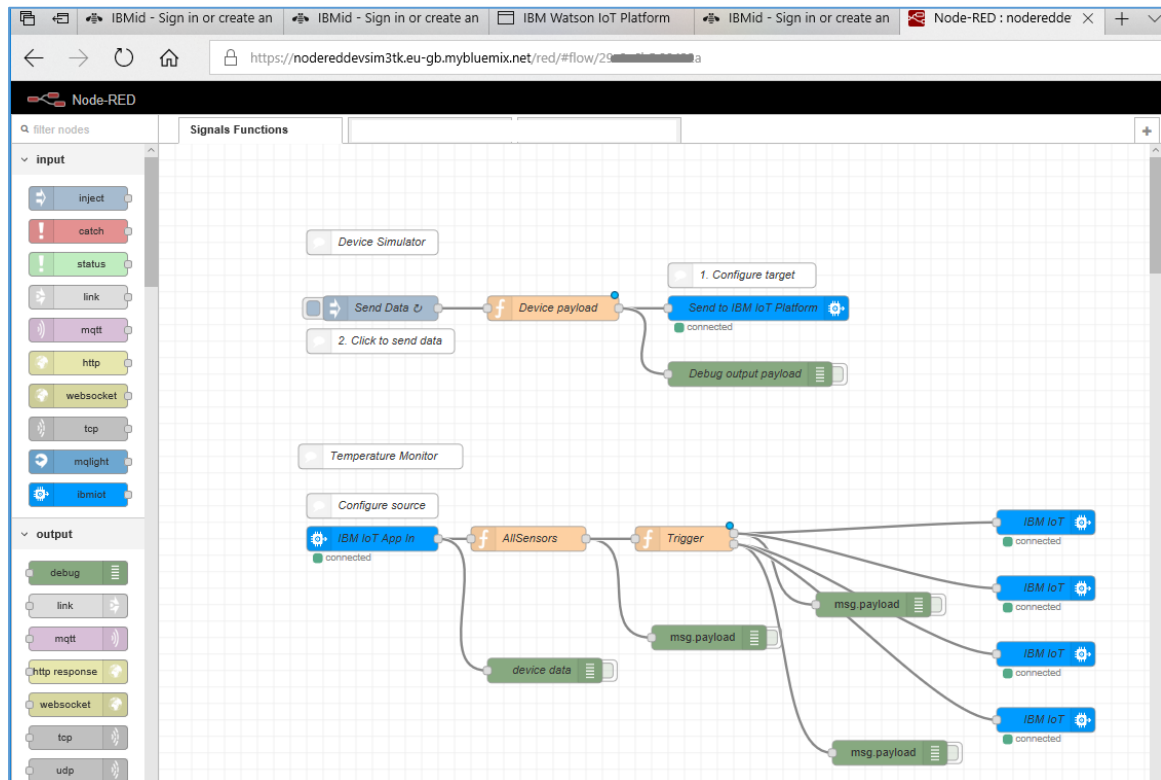 IBMid - Sign in or create an
IBMid - Sign in or create an
IBM Watson IoT Platform
IBMid - Sign in or create an
Node-RED : noderedde
https://nodereddevsim3tk.eu-gb.mybluemix.net/red/#flow/29 a
Node-RED
filter nodes
Signals Functions
input
inject
catch
status
link
mqtt
http
websocket
tcp
mqlight
ibmiot
output
debug
link
mqtt
http response
websocket
tcp
udp
Device Simulator
1. Configure target
Send Data ↻
Device payload
Send to IBM IoT Platform
connected
2. Click to send data
Debug output payload
Temperature Monitor
Configure source
IBM IoT App In
connected
AllSensors
Trigger
IBM IoT
connected
IBM IoT
connected
msg.payload
msg.payload
IBM IoT
connected
device data
IBM IoT
connected
msg.payload